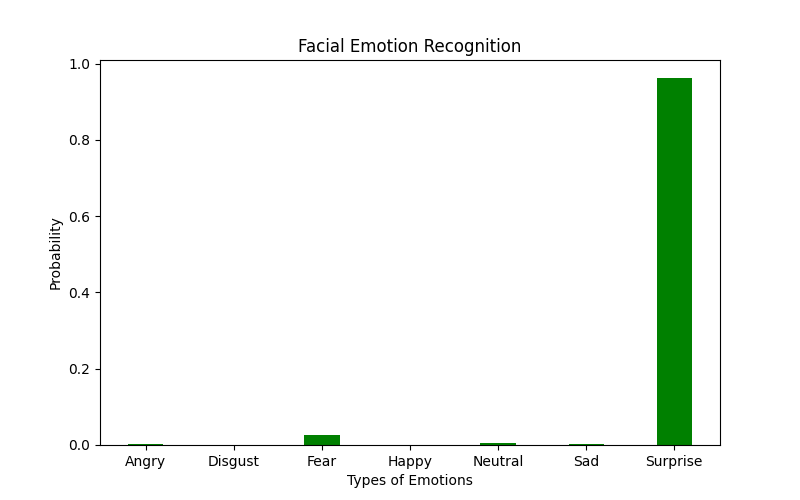 Facial Emotion Recognition
1.0
0.8
0.6
0.4
0.2
0.0
Probability
Angry Disgust Fear Happy Neutral Sad Surprise
Types of Emotions